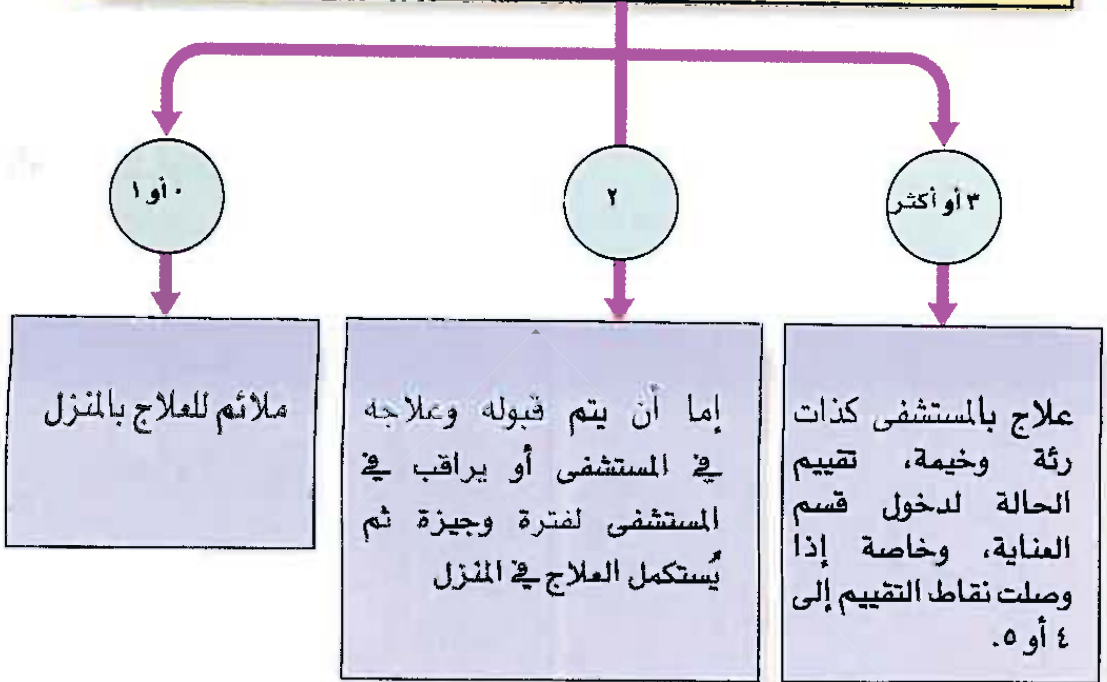 ٠ أو ١
٢
٣ أو أكثر
ملائم للعلاج بالمنزل
إما أن يتم قبوله وعلاجه
في المستشفى أو يراقب في
المستشفى لفترة وجيزة ثم
يُستكمل العلاج في المنزل
علاج بالمستشفى كذات
رئة وخيمة، تقييم
الحالة لدخول قسم
العناية، وخاصة إذا
وصلت نقاط التقييم إلى
٤ أو ٥.